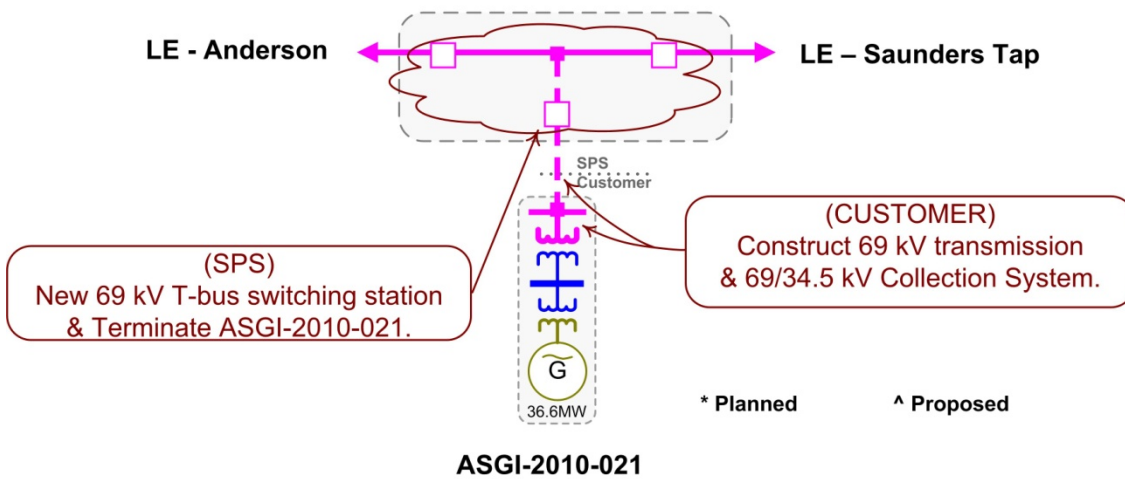 LE - Anderson
LE – Saunders Tap
SPS
Customer
(SPS)
New 69 kV T-bus switching station
& Terminate ASGI-2010-021.
(CUSTOMER)
Construct 69 kV transmission
& 69/34.5 kV Collection System.
G
36.6MW
* Planned
^ Proposed
ASGI-2010-021